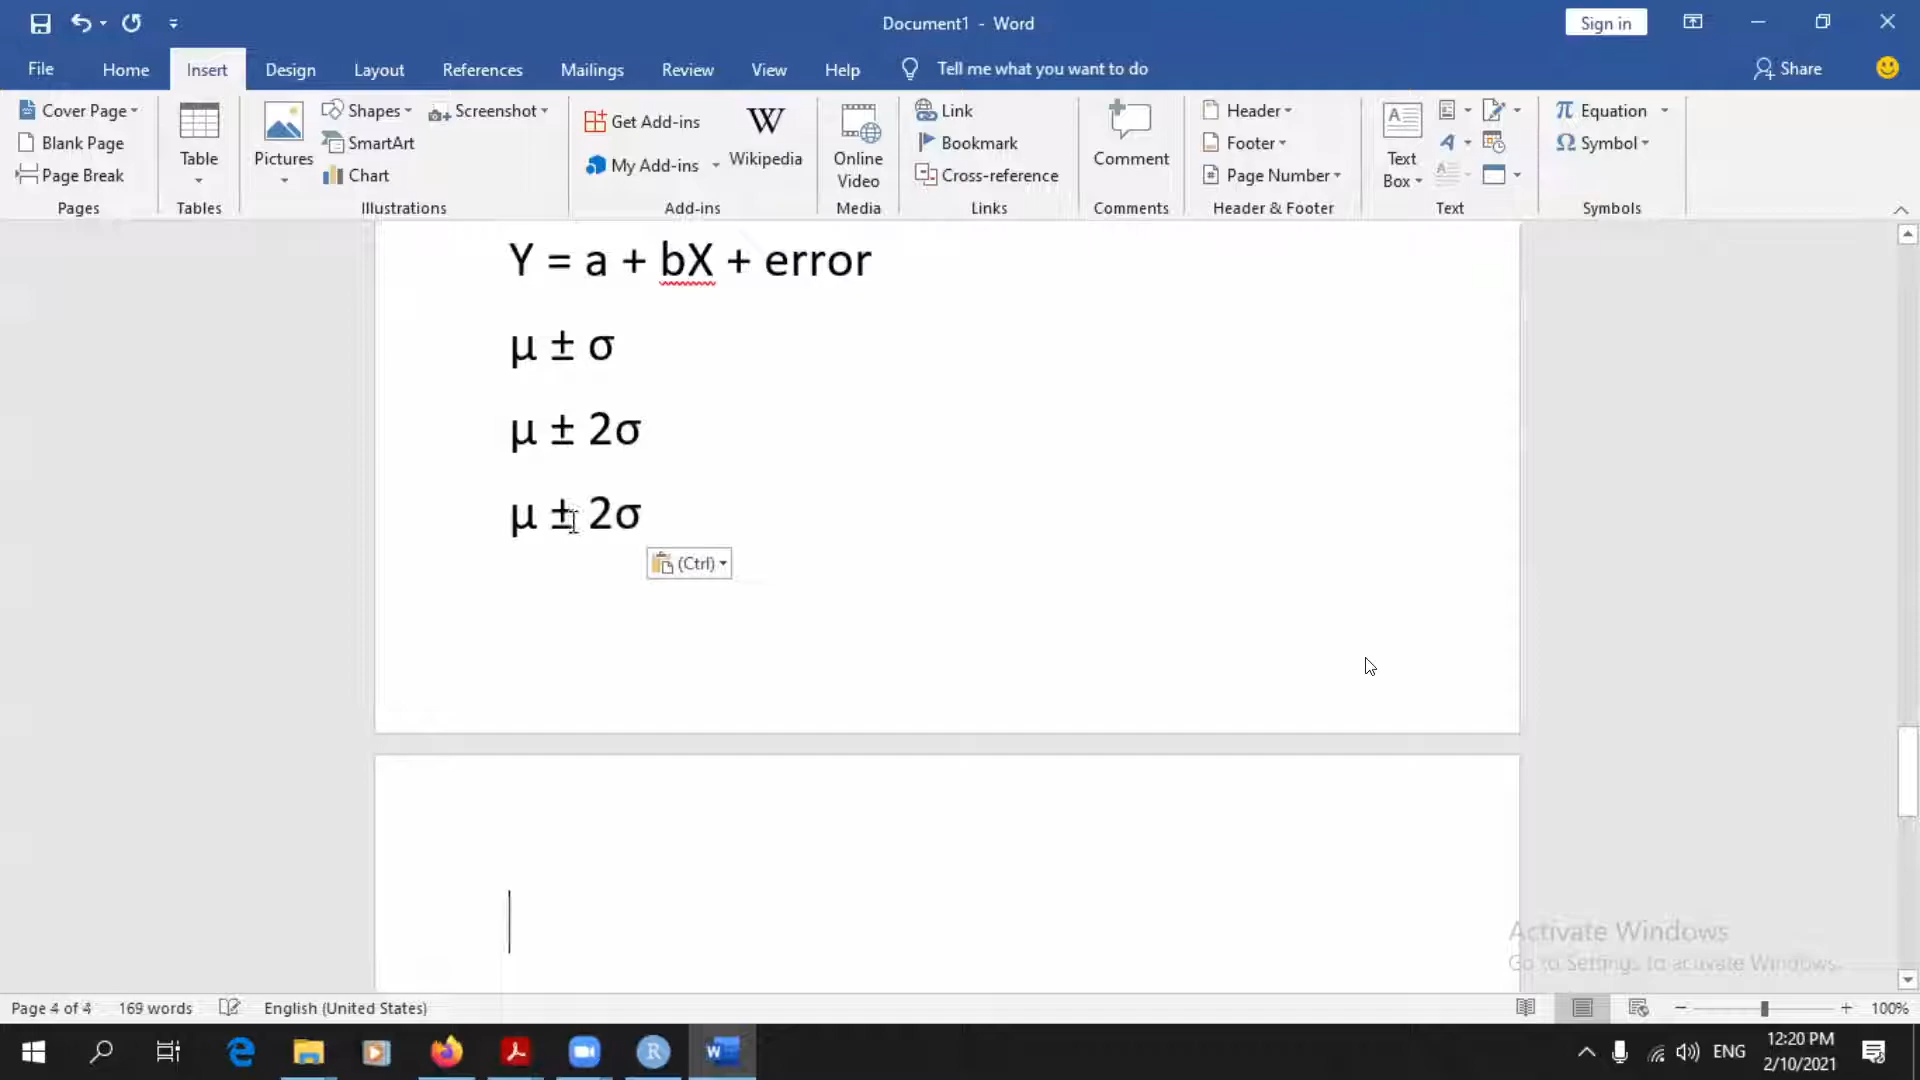 Document1 - Word
Sign in
File Home Insert Design Layout References Mailings Review View Help Tell me what you want to do Share
Cover Page
Blank Page
Page Break
Pages
Table
Tables
Pictures
Shapes
SmartArt
Chart
Screenshot
Illustrations
Get Add-ins
My Add-ins
W
Wikipedia
Add-ins
Online
Video
Media
Link
Bookmark
Cross-reference
Links
Comment
Comments
Header
Footer
Page Number
Header & Footer
Text
Box
Text
Equation
Symbol
Symbols
Y = a + bX + error
μ ± σ
μ ± 2σ
μ ± 2σ
(Ctrl)
Activate Windows
Go to Settings to activate Windows.
Page 4 of 4 169 words English (United States) 100%
ENG
12:20 PM
2/10/2021